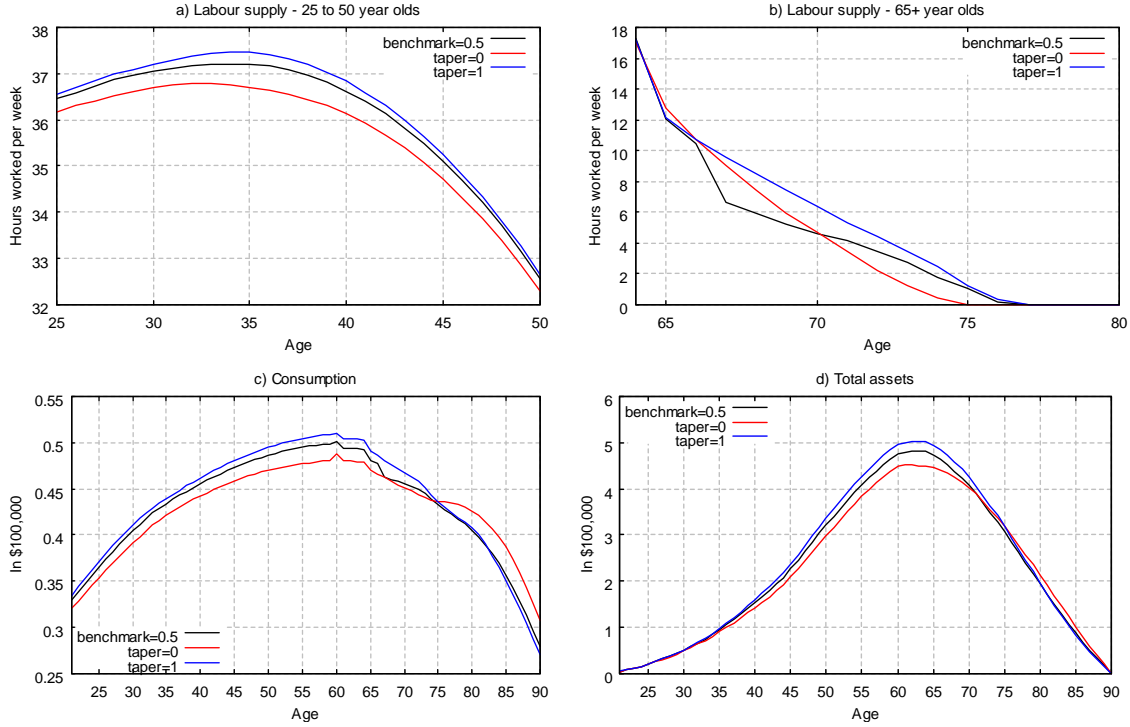 a) Labour supply - 25 to 50 year olds
38
37
36
35
34
33
32
Hours worked per week
benchmark=0.5
taper=0
taper=1
25 30 35 40 45 50
Age
b) Labour supply - 65+ year olds
18
16
14
12
10
8
6
4
2
0
Hours worked per week
benchmark=0.5
taper=0
taper=1
65 70 75 80
Age
c) Consumption
0.55
0.5
0.45
0.4
0.35
0.3
0.25
In $100,000
benchmark=0.5
taper=0
taper=1
25 30 35 40 45 50 55 60 65 70 75 80 85 90
Age
d) Total assets
6
5
4
3
2
1
0
In $100,000
benchmark=0.5
taper=0
taper=1
25 30 35 40 45 50 55 60 65 70 75 80 85 90
Age